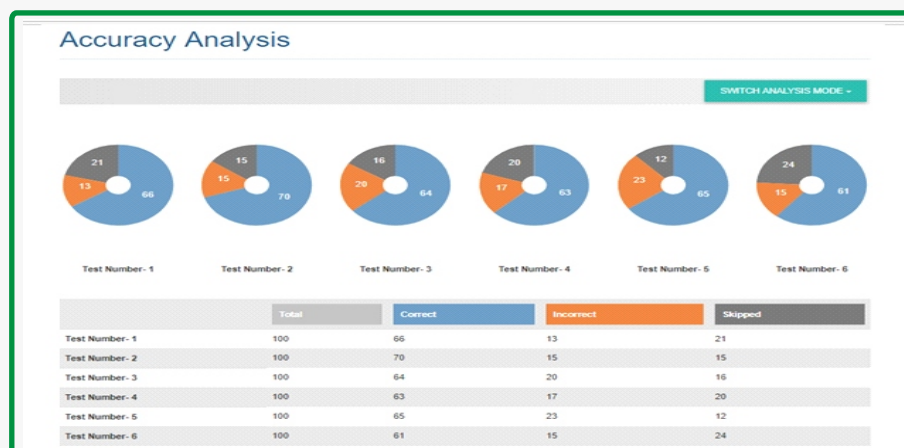 Accuracy Analysis
SWITCH ANALYSIS MODE
21 13 66
15 15 70
16 20 64
20 17 63
12 23 65
24 15 61
Test Number- 1 Test Number- 2 Test Number- 3 Test Number- 4 Test Number- 5 Test Number- 6
Total Correct Incorrect Skipped
Test Number- 1 100 66 13 21
Test Number- 2 100 70 15 15
Test Number- 3 100 64 20 16
Test Number- 4 100 63 17 20
Test Number- 5 100 65 23 12
Test Number- 6 100 61 15 24